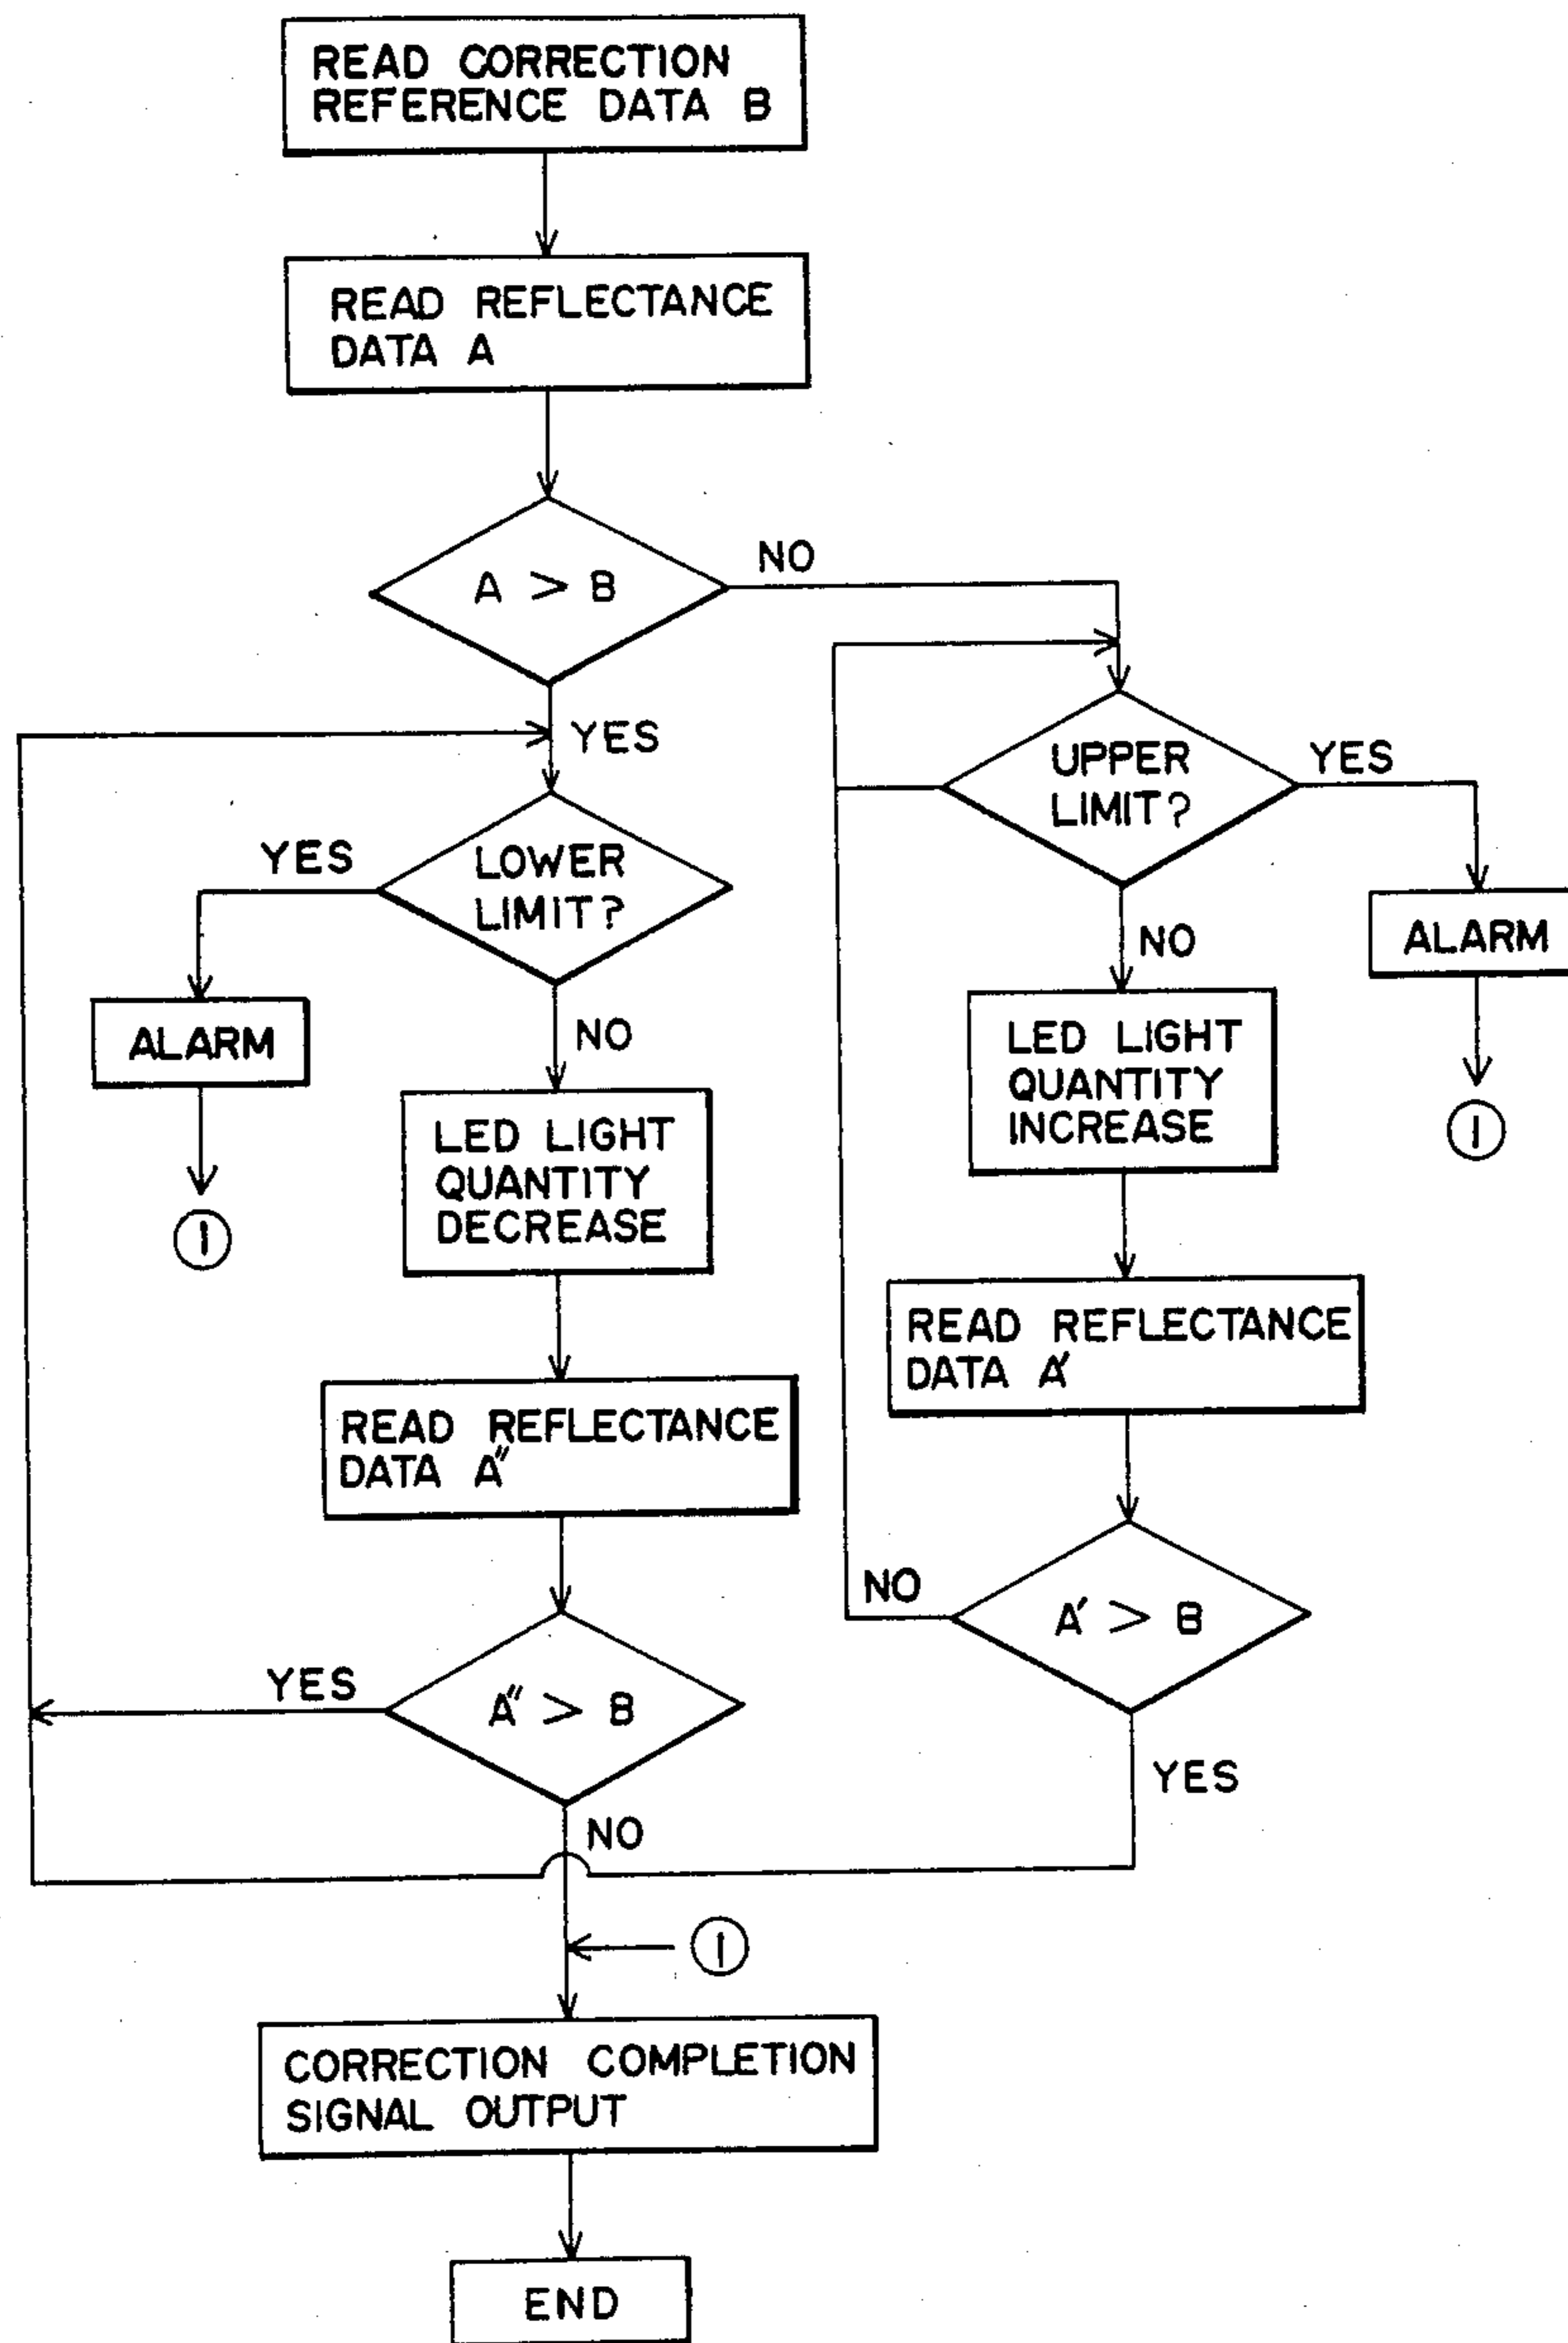 READ CORRECTION
REFERENCE DATA B
READ REFLECTANCE
DATA A
A > B
NO
YES
UPPER
LIMIT?
YES
LOWER
LIMIT?
YES
NO
ALARM
ALARM
NO
LED LIGHT
QUANTITY
INCREASE
LED LIGHT
QUANTITY
DECREASE
1
1
READ REFLECTANCE
DATA A'
READ REFLECTANCE
DATA A"
NO
A' > B
YES
A" > B
YES
NO
1
CORRECTION COMPLETION
SIGNAL OUTPUT
END